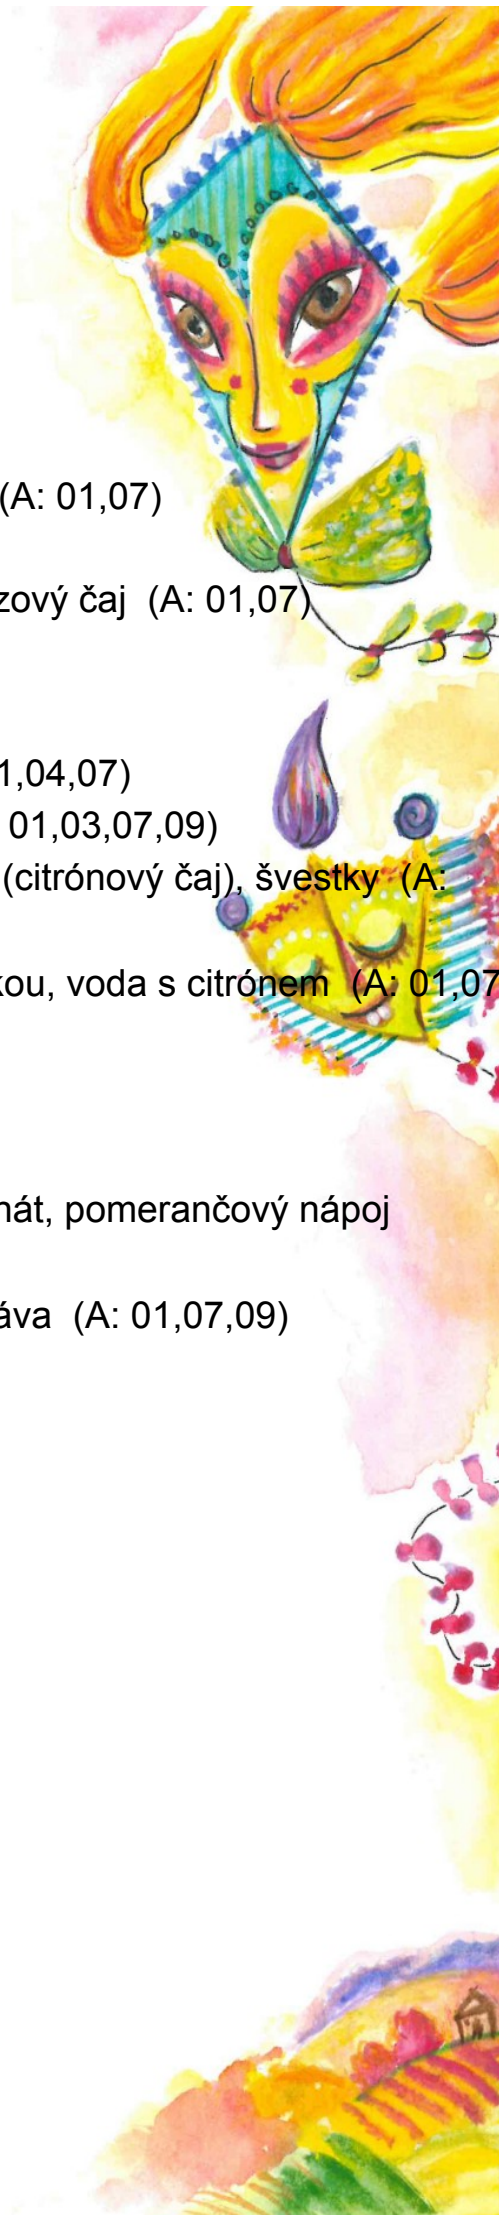 (A: 01,07)
zový čaj (A: 01,07)
1,04,07)
01,03,07,09)
(citrónový čaj), švestky (A:
kou, voda s citrónem (A: 01,07
nát, pomerančový nápoj
áva (A: 01,07,09)